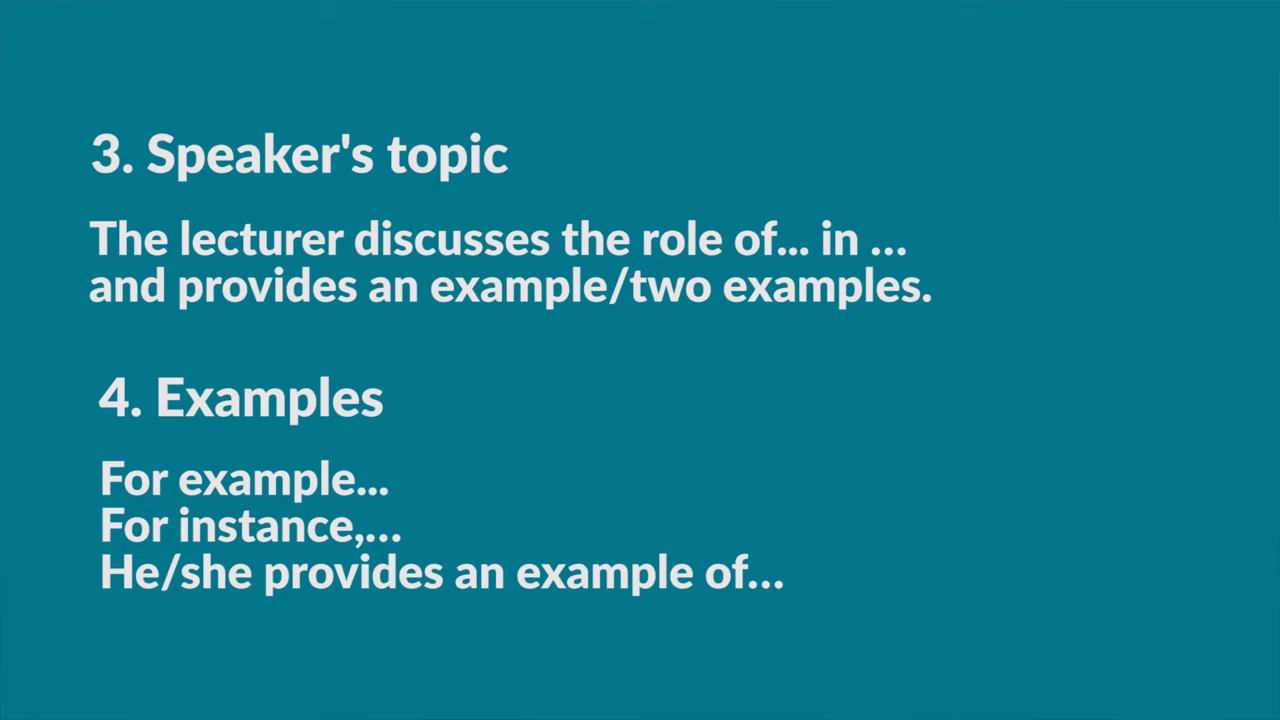 3. Speaker's topic
The lecturer discusses the role of... in ...
and provides an example/two examples.
4. Examples
For example...
For instance,...
He/she provides an example of...